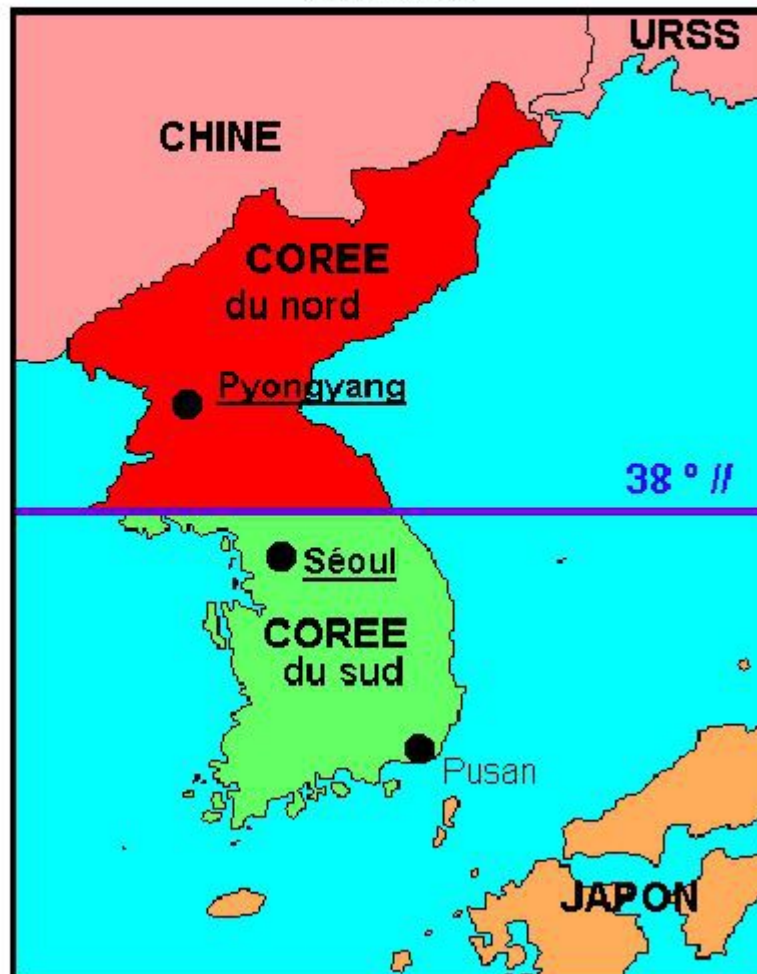 URSS
CHINE
COREE
du nord
Pyongyang
38 º //
Séoul
COREE
du sud
Pusan
JAPON